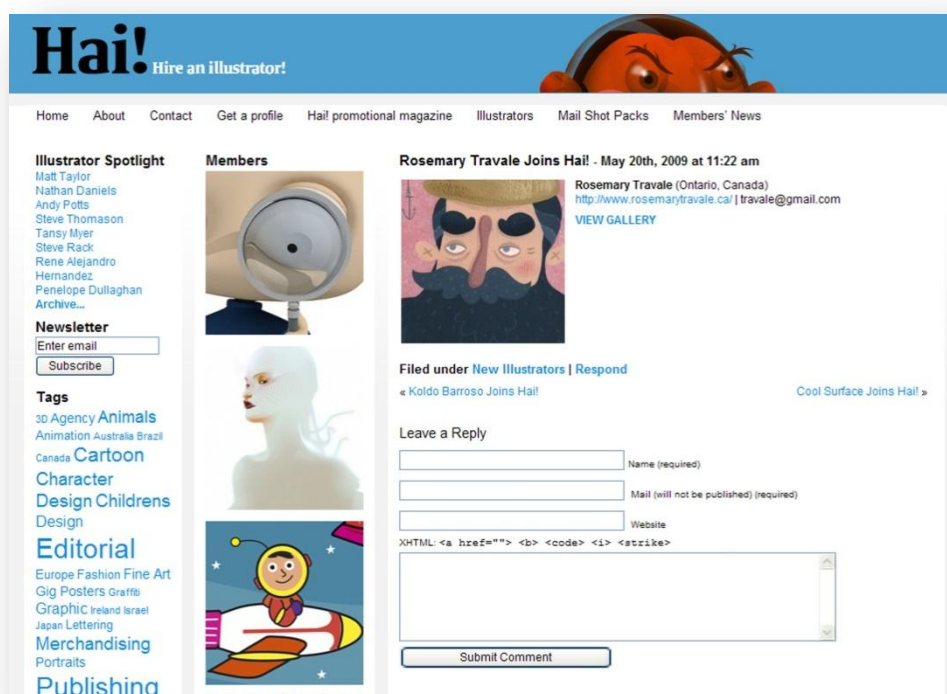 Hai! Hire an illustrator!
Home About Contact Get a profile Hai! promotional magazine Illustrators Mail Shot Packs Members' News
Illustrator Spotlight
Matt Taylor
Nathan Daniels
Andy Potts
Steve Thomason
Tansy Myer
Steve Rack
Rene Alejandro
Hernandez
Penelope Dullaghan
Archive...
Newsletter
Enter email
Subscribe
Tags
3D Agency Animals
Animation Australia Brazil
Canada Cartoon
Character
Design Childrens
Design
Editorial
Europe Fashion Fine Art
Gig Posters Graffiti
Graphic Ireland Israel
Japan Lettering
Merchandising
Portraits
Publishing
Members
Rosemary Travale Joins Hai! - May 20th, 2009 at 11:22 am
Rosemary Travale (Ontario, Canada)
http://www.rosemarytravale.ca/ | travale@gmail.com
VIEW GALLERY
Filed under New Illustrators | Respond
« Koldo Barroso Joins Hai! Cool Surface Joins Hai! »
Leave a Reply
Name (required)
Mail (will not be published) (required)
Website
XHTML: <a href=""> <b> <code> <i> <strike>
Submit Comment